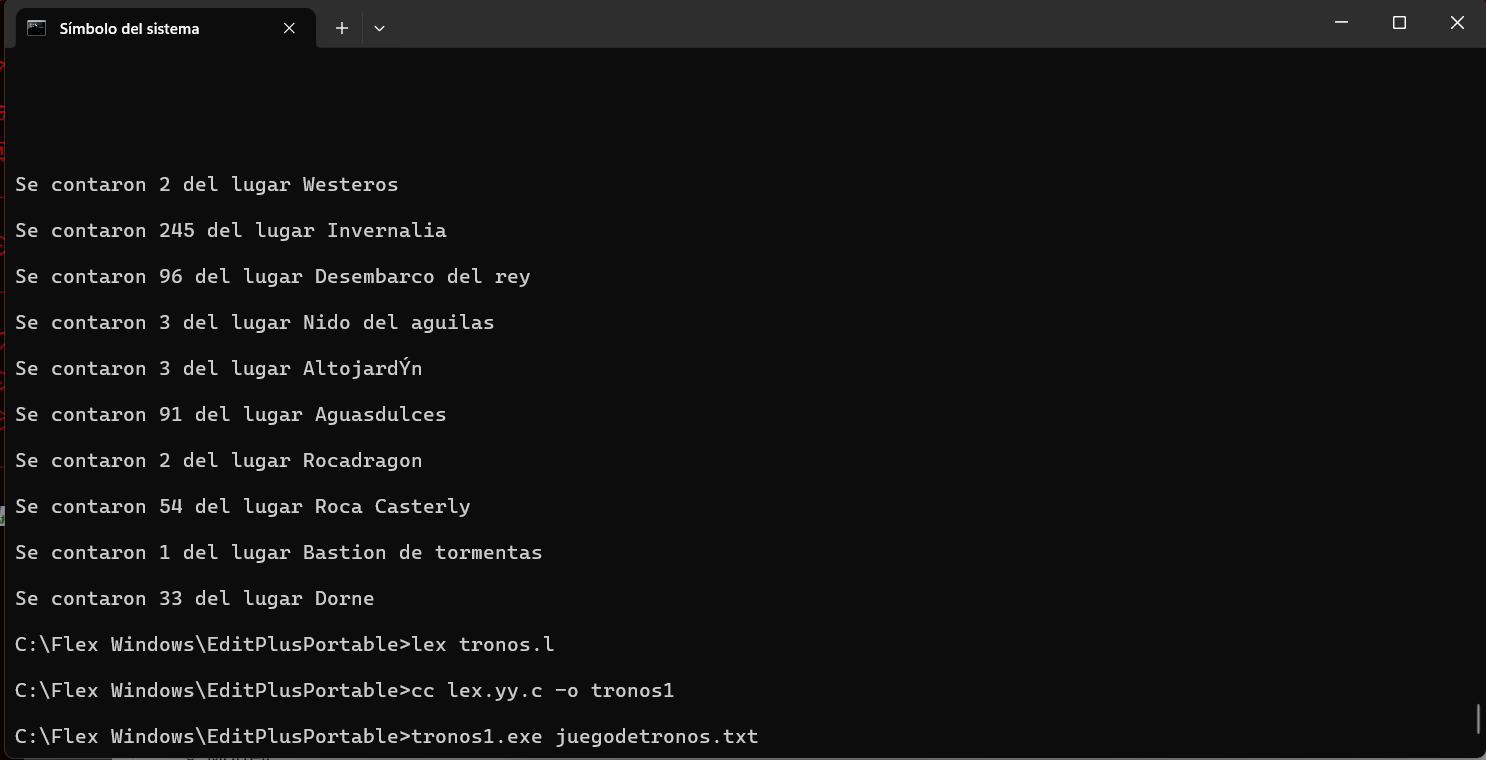 Símbolo del sistema
Se contaron 2 del lugar Westeros
Se contaron 245 del lugar Invernalia
Se contaron 96 del lugar Desembarco del rey
Se contaron 3 del lugar Nido del aguilas
Se contaron 3 del lugar AltojardÝn
Se contaron 91 del lugar Aguasdulces
Se contaron 2 del lugar Rocadragon
Se contaron 54 del lugar Roca Casterly
Se contaron 1 del lugar Bastion de tormentas
Se contaron 33 del lugar Dorne
C:\Flex Windows\EditPlusPortable>lex tronos.l
C:\Flex Windows\EditPlusPortable>cc lex.yy.c -o tronos1
C:\Flex Windows\EditPlusPortable>tronos1.exe juegodetronos.txt